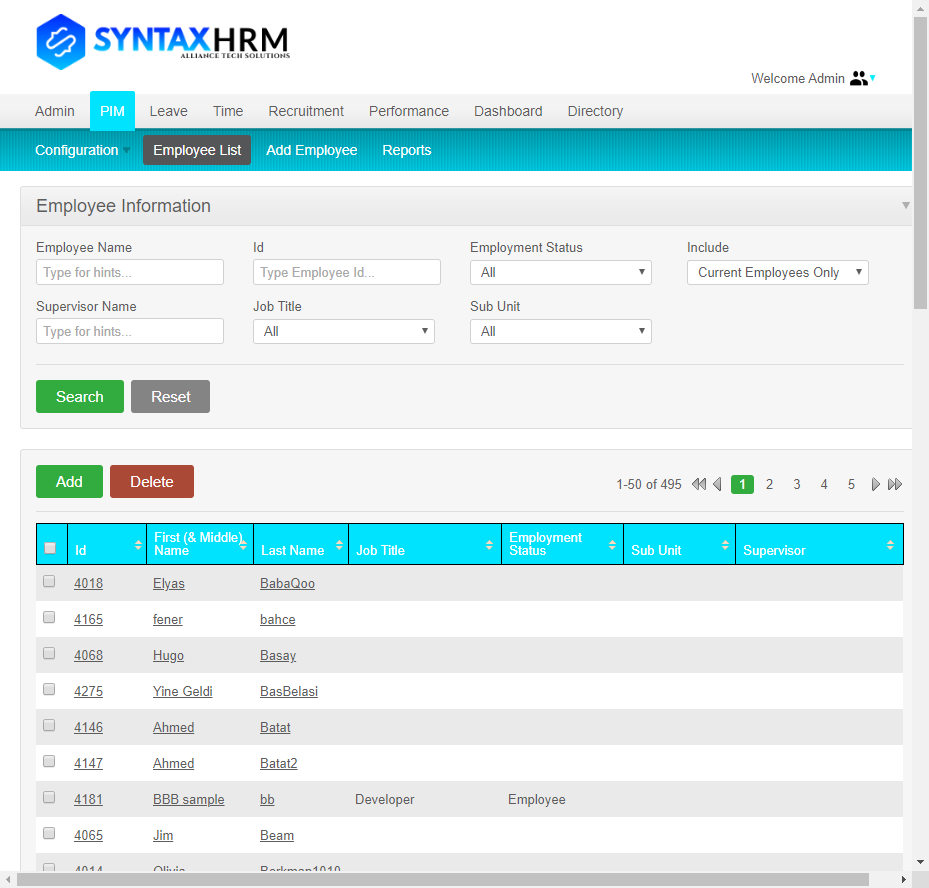 SYNTAXHRM
ALLIANCE TECH SOLUTIONS
Welcome Admin
Admin PIM Leave Time Recruitment Performance Dashboard Directory
Configuration Employee List Add Employee Reports
Employee Information
Employee Name Id Employment Status Include
Type for hints... Type Employee Id... All Current Employees Only
Supervisor Name Job Title Sub Unit
Type for hints... All All
Search Reset
Add Delete 1-50 of 495 1 2 3 4 5
Id First (& Middle) Name Last Name Job Title Employment Status Sub Unit Supervisor
4018 Elyas BabaQoo
4165 fener bahce
4068 Hugo Basay
4275 Yine Geldi BasBelasi
4146 Ahmed Batat
4147 Ahmed Batat2
4181 BBB sample bb Developer Employee
4065 Jim Beam